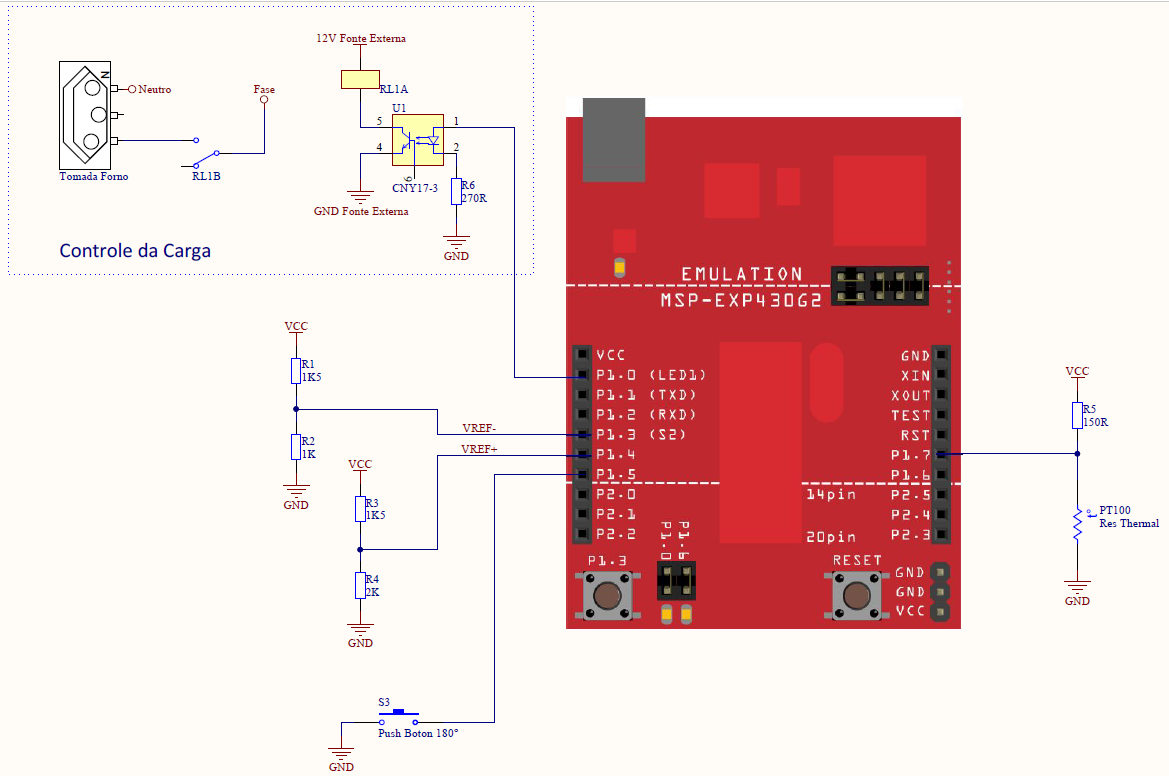 12V Fonte Externa
N
Neutro
Fase
RL1A
U1
5
1
4
2
6
CNY17-3
R6
270R
Tomada Forno
RL1B
GND Fonte Externa
GND
Controle da Carga
EMULATION
MSP-EXP430G2
VCC
P1.0 (LED1)
P1.1 (TXD)
P1.2 (RXD)
P1.3 (S2)
P1.4
P1.5
P2.0
P2.1
P2.2
GND
XIN
XOUT
TEST
RST
P1.7
P1.6
P2.5
P2.4
P2.3
14pin
20pin
P1.3
P1.0
P1.6
RESET
GND
GND
VCC
VCC
R1
1K5
R2
1K
GND
VREF-
VREF+
VCC
R3
1K5
R4
2K
GND
S3
Push Boton 180°
GND
VCC
R5
150R
t°
PT100
Res Thermal
GND